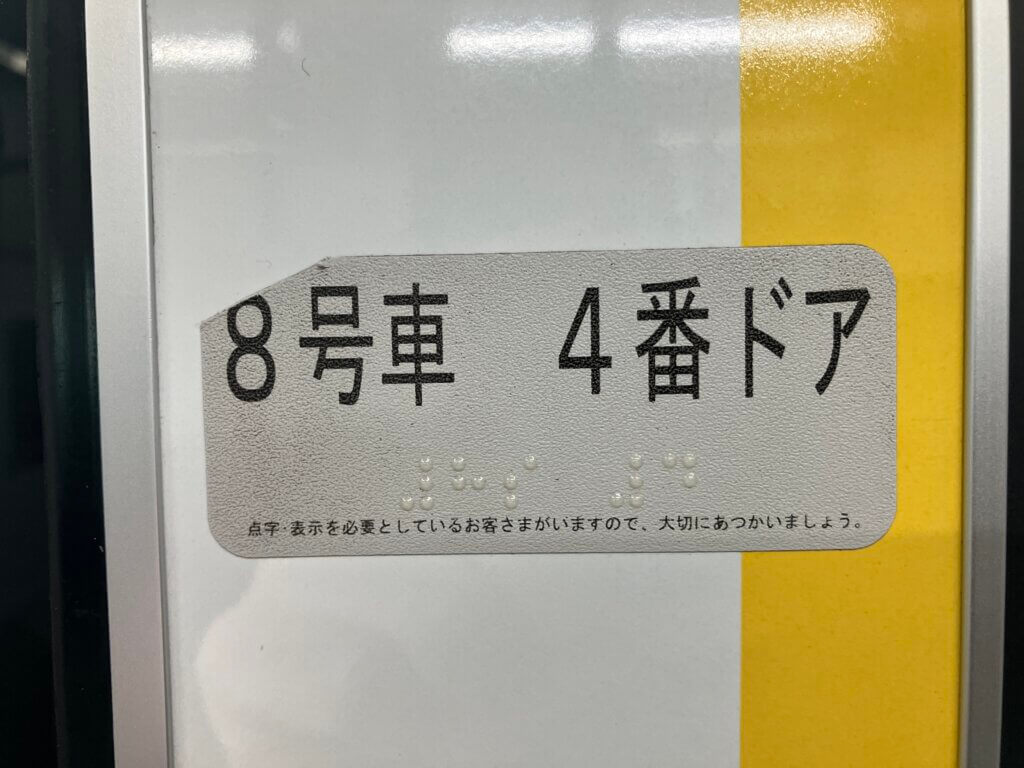 8号車 4番ドア
⠼⠓⠤⠆⠈ ⠼⠙
点字・表示を必要としているお客さまがいますので、大切にあつかいましょう。